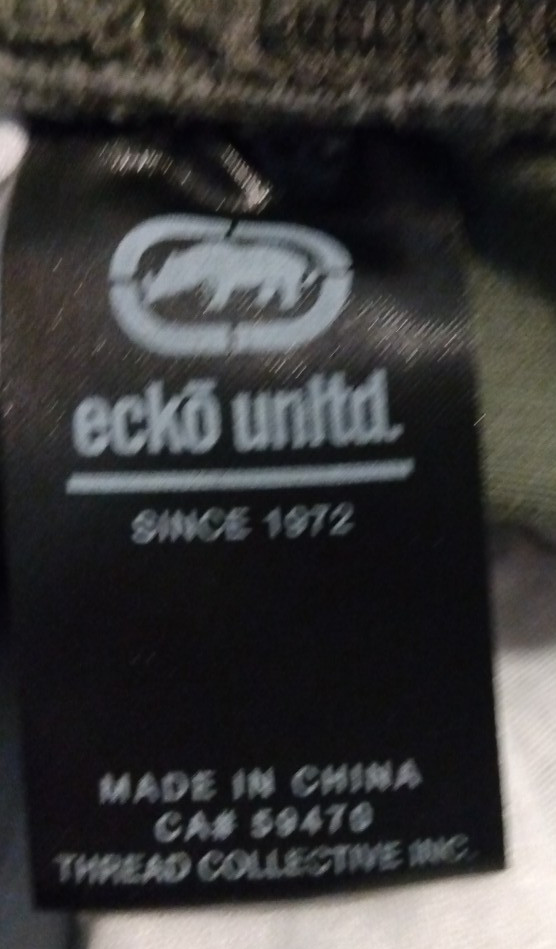 eckō unltd.
SINCE 1972
MADE IN CHINA
CA# 59479
THREAD COLLECTIVE INC.